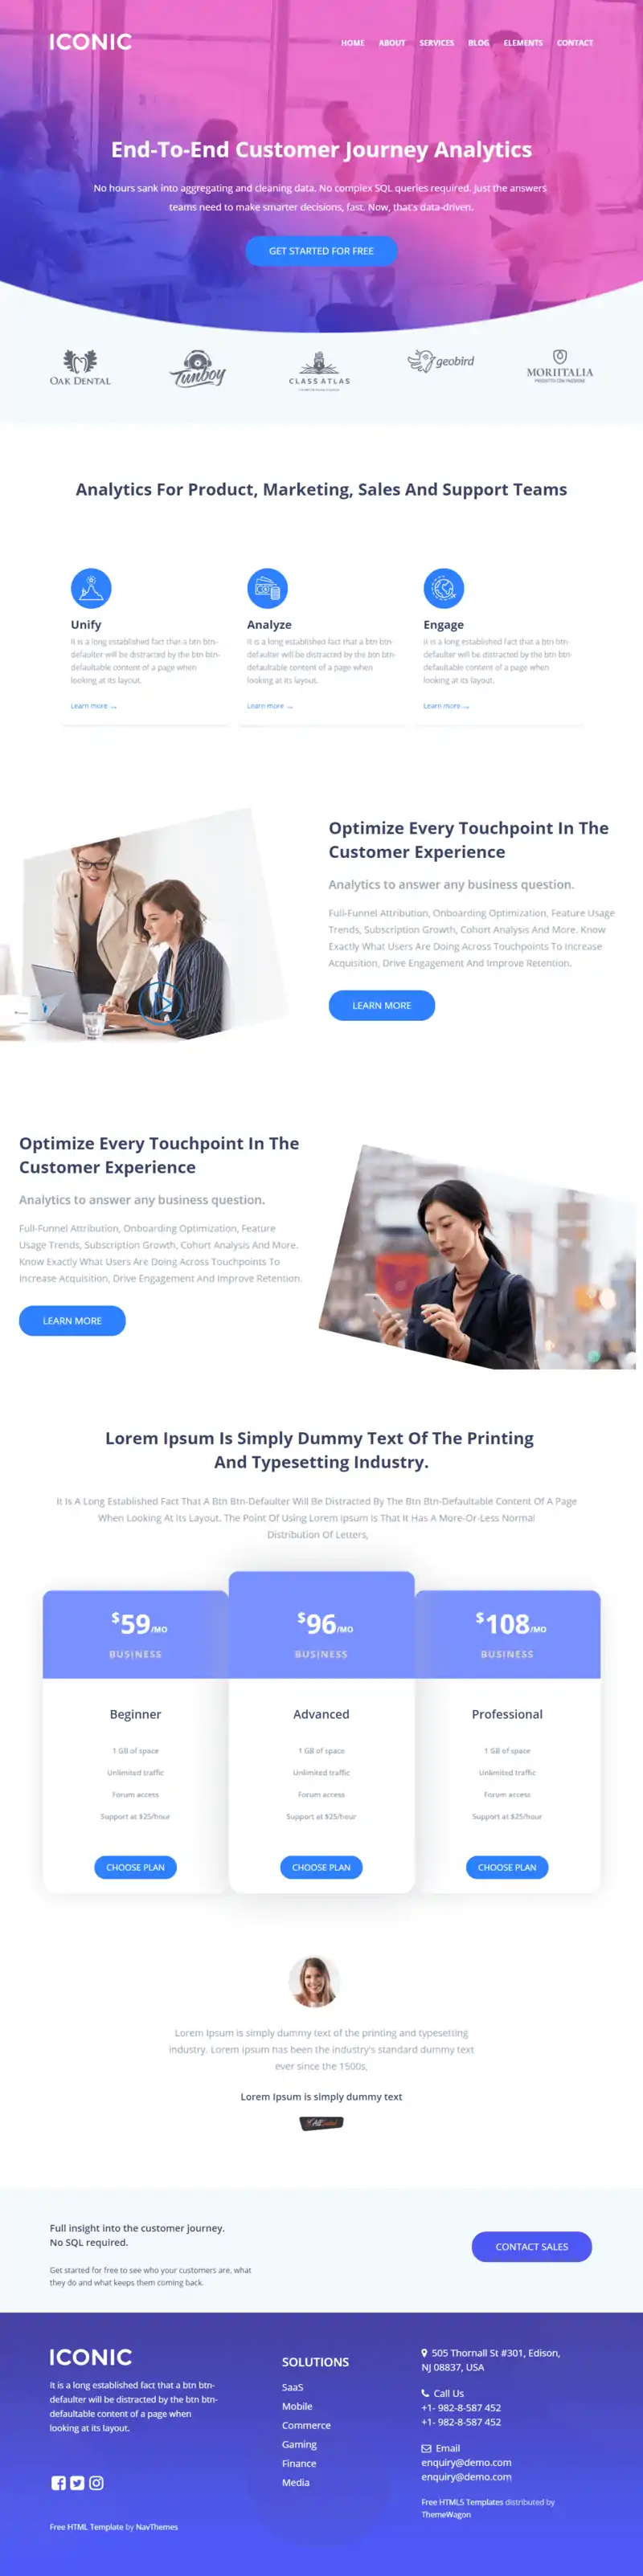 ICONIC
HOME ABOUT SERVICES BLOG ELEMENTS CONTACT
End-To-End Customer Journey Analytics
No hours sank into aggregating and cleaning data. No complex SQL queries required. Just the answers
teams need to make smarter decisions, fast. Now, that's data-driven.
GET STARTED FOR FREE
OAK DENTAL
Tunboy
CLASS ATLAS
geobird
MORIITALIA
Analytics For Product, Marketing, Sales And Support Teams
Unify
It is a long established fact that a btn btn-
defaulter will be distracted by the btn btn-
defaultable content of a page when
looking at its layout.
Learn more →
Analyze
It is a long established fact that a btn btn-
defaulter will be distracted by the btn btn-
defaultable content of a page when
looking at its layout.
Learn more →
Engage
It is a long established fact that a btn btn-
defaulter will be distracted by the btn btn-
defaultable content of a page when
looking at its layout.
Learn more →
Optimize Every Touchpoint In The
Customer Experience
Analytics to answer any business question.
Full-Funnel Attribution, Onboarding Optimization, Feature Usage
Trends, Subscription Growth, Cohort Analysis And More. Know
Exactly What Users Are Doing Across Touchpoints To Increase
Acquisition, Drive Engagement And Improve Retention.
LEARN MORE
Optimize Every Touchpoint In The
Customer Experience
Analytics to answer any business question.
Full-Funnel Attribution, Onboarding Optimization, Feature
Usage Trends, Subscription Growth, Cohort Analysis And More.
Know Exactly What Users Are Doing Across Touchpoints To
Increase Acquisition, Drive Engagement And Improve Retention.
LEARN MORE
Lorem Ipsum Is Simply Dummy Text Of The Printing
And Typesetting Industry.
It Is A Long Established Fact That A Btn Btn-Defaulter Will Be Distracted By The Btn Btn-Defaultable Content Of A Page
When Looking At Its Layout. The Point Of Using Lorem Ipsum Is That It Has A More-Or-Less Normal
Distribution Of Letters,
$59/MO
BUSINESS
Beginner
1 GB of space
Unlimited traffic
Forum access
Support at $25/hour
CHOOSE PLAN
$96/MO
BUSINESS
Advanced
1 GB of space
Unlimited traffic
Forum access
Support at $25/hour
CHOOSE PLAN
$108/MO
BUSINESS
Professional
1 GB of space
Unlimited traffic
Forum access
Support at $25/hour
CHOOSE PLAN
Lorem Ipsum is simply dummy text of the printing and typesetting
industry. Lorem Ipsum has been the industry's standard dummy text
ever since the 1500s,
Lorem Ipsum is simply dummy text
Full insight into the customer journey.
No SQL required.
Get started for free to see who your customers are, what
they do and what keeps them coming back.
CONTACT SALES
ICONIC
It is a long established fact that a btn btn-
defaulter will be distracted by the btn btn-
defaultable content of a page when
looking at its layout.
Free HTML Template by NavThemes
SOLUTIONS
SaaS
Mobile
Commerce
Gaming
Finance
Media
505 Thornall St #301, Edison,
NJ 08837, USA
Call Us
+1- 982-8-587 452
+1- 982-8-587 452
Email
enquiry@demo.com
enquiry@demo.com
Free HTML5 Templates distributed by
ThemeWagon